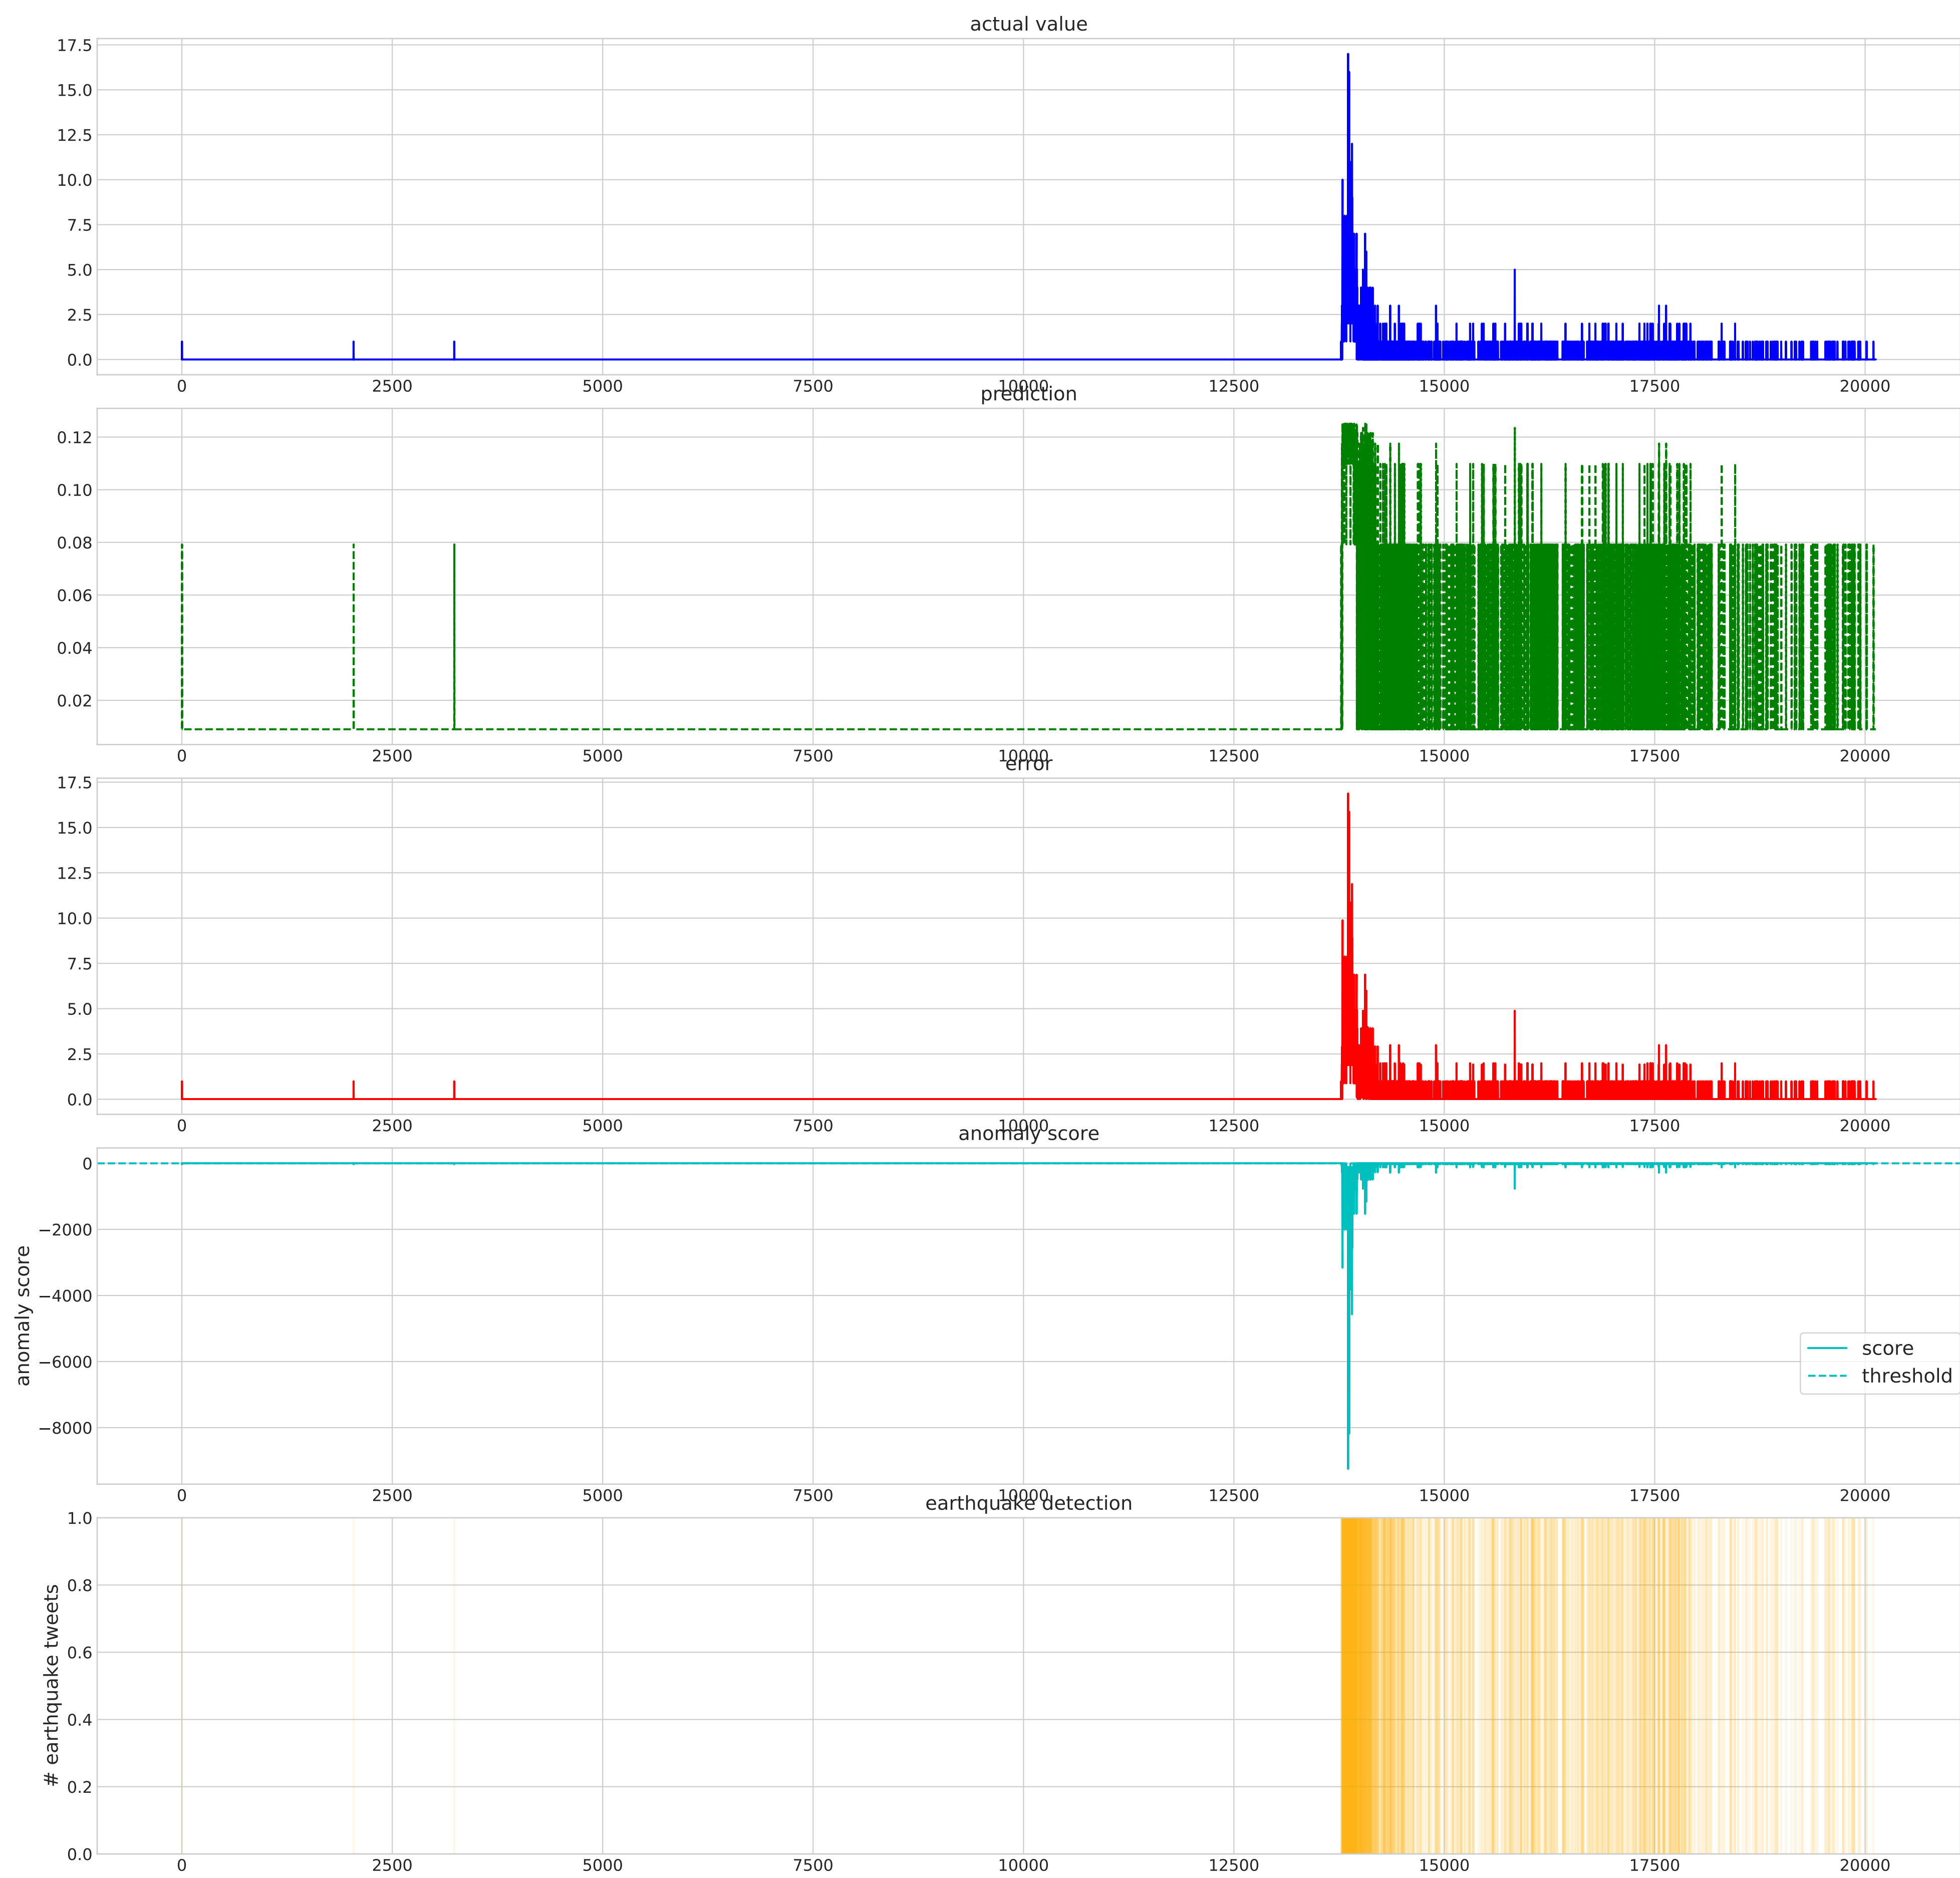 actual value
17.5
15.0
12.5
10.0
7.5
5.0
2.5
0.0
0 2500 5000 7500 10000 12500 15000 17500 20000
prediction
0.12
0.10
0.08
0.06
0.04
0.02
0 2500 5000 7500 10000 12500 15000 17500 20000
error
17.5
15.0
12.5
10.0
7.5
5.0
2.5
0.0
0 2500 5000 7500 10000 12500 15000 17500 20000
anomaly score
anomaly score
0
−2000
−4000
−6000
−8000
score
threshold
0 2500 5000 7500 10000 12500 15000 17500 20000
earthquake detection
# earthquake tweets
1.0
0.8
0.6
0.4
0.2
0.0
0 2500 5000 7500 10000 12500 15000 17500 20000